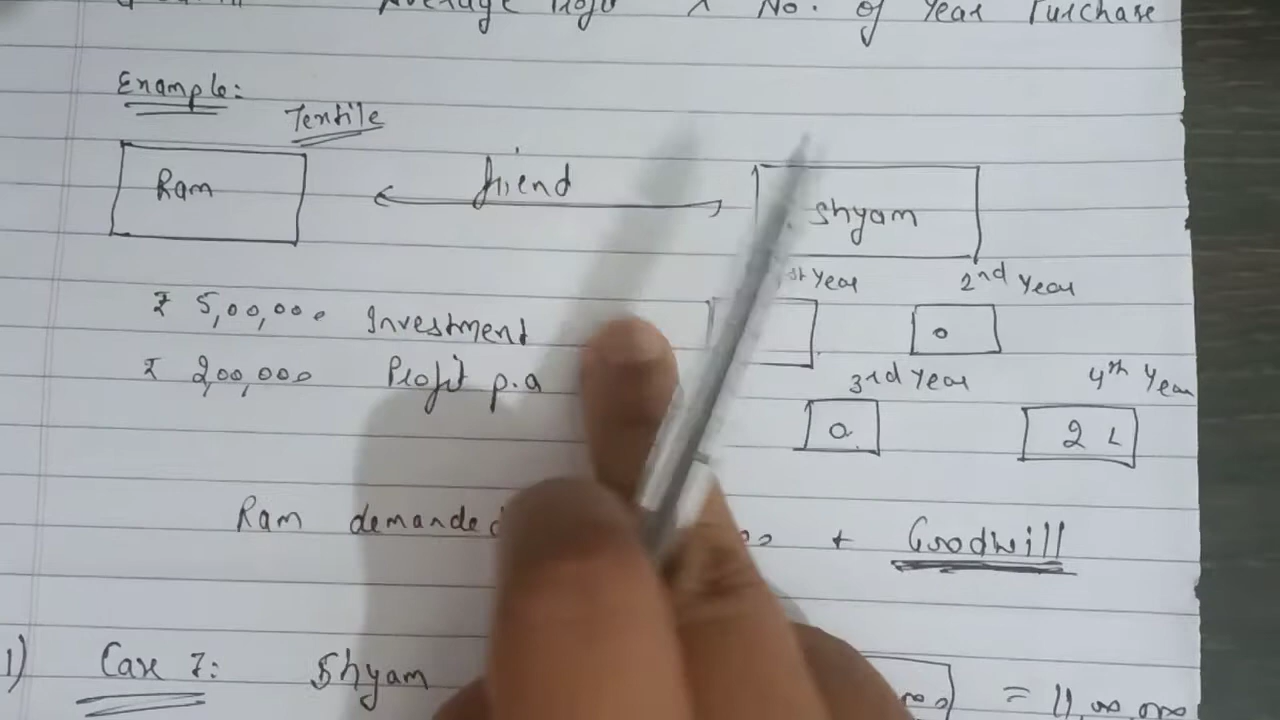 Average Profit × No. of Year Purchase
Example:
Textile
Ram
friend
Shyam
st Year
2nd Year
₹ 5,00,000 Investment
0
₹ 2,00,000 Profit p.a
3rd Year
4th Year
0
2 L
Ram demanded
+ Goodwill
1) Case 1: Shyam
= 11,00,000